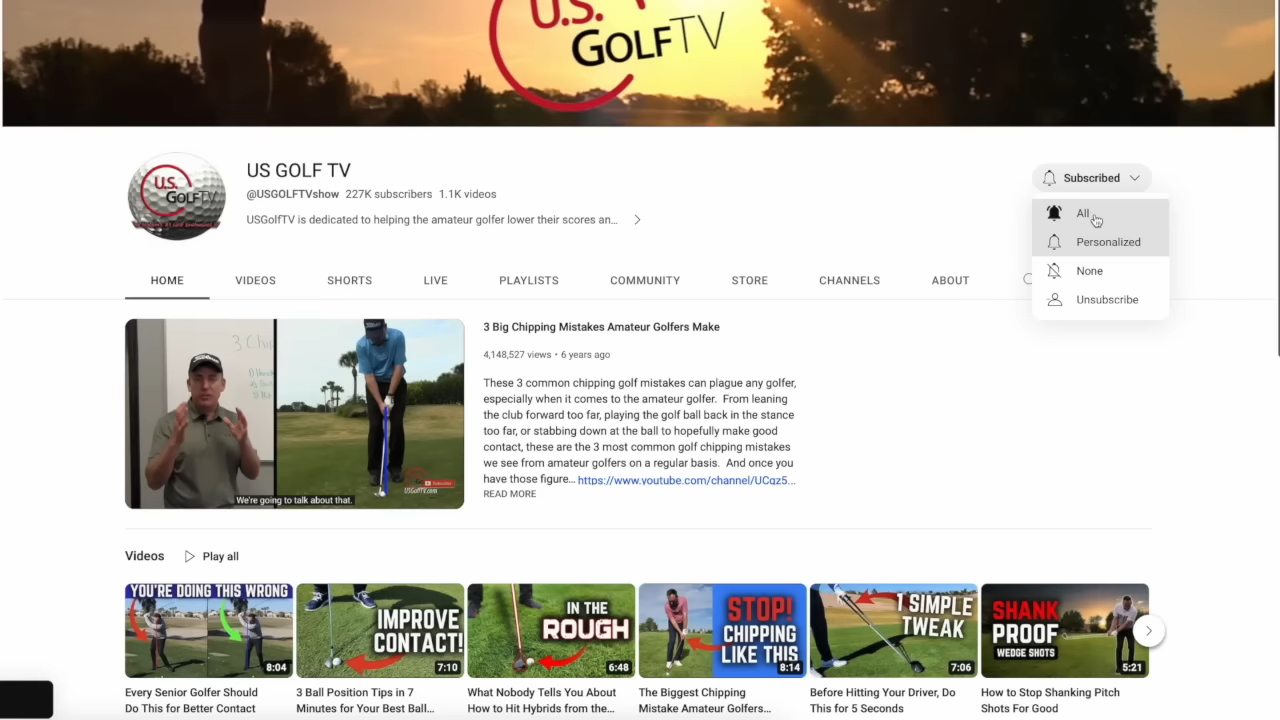 U.S.
GOLFTV
U.S.
GOLFTV
US GOLF TV
@USGOLFTVshow 227K subscribers 1.1K videos
USGolfTV is dedicated to helping the amateur golfer lower their scores an...
Subscribed
All
Personalized
None
Unsubscribe
HOME VIDEOS SHORTS LIVE PLAYLISTS COMMUNITY STORE CHANNELS ABOUT
We're going to talk about that.
Subscribe
USGolfTV.com
3 Big Chipping Mistakes Amateur Golfers Make
4,148,527 views • 6 years ago
These 3 common chipping golf mistakes can plague any golfer,
especially when it comes to the amateur golfer. From leaning
the club forward too far, playing the golf ball back in the stance
too far, or stabbing down at the ball to hopefully make good
contact, these are the 3 most common golf chipping mistakes
we see from amateur golfers on a regular basis. And once you
have those figure... https://www.youtube.com/channel/UCqz5...
READ MORE
Videos Play all
YOU'RE DOING THIS WRONG
8:04
IMPROVE
CONTACT!
7:10
IN THE
ROUGH
6:48
STOP!
CHIPPING
LIKE THIS
8:14
1 SIMPLE
TWEAK
7:06
SHANK
PROOF
WEDGE SHOTS
5:21
Every Senior Golfer Should
Do This for Better Contact
3 Ball Position Tips in 7
Minutes for Your Best Ball...
What Nobody Tells You About
How to Hit Hybrids from the...
The Biggest Chipping
Mistake Amateur Golfers...
Before Hitting Your Driver, Do
This for 5 Seconds
How to Stop Shanking Pitch
Shots For Good